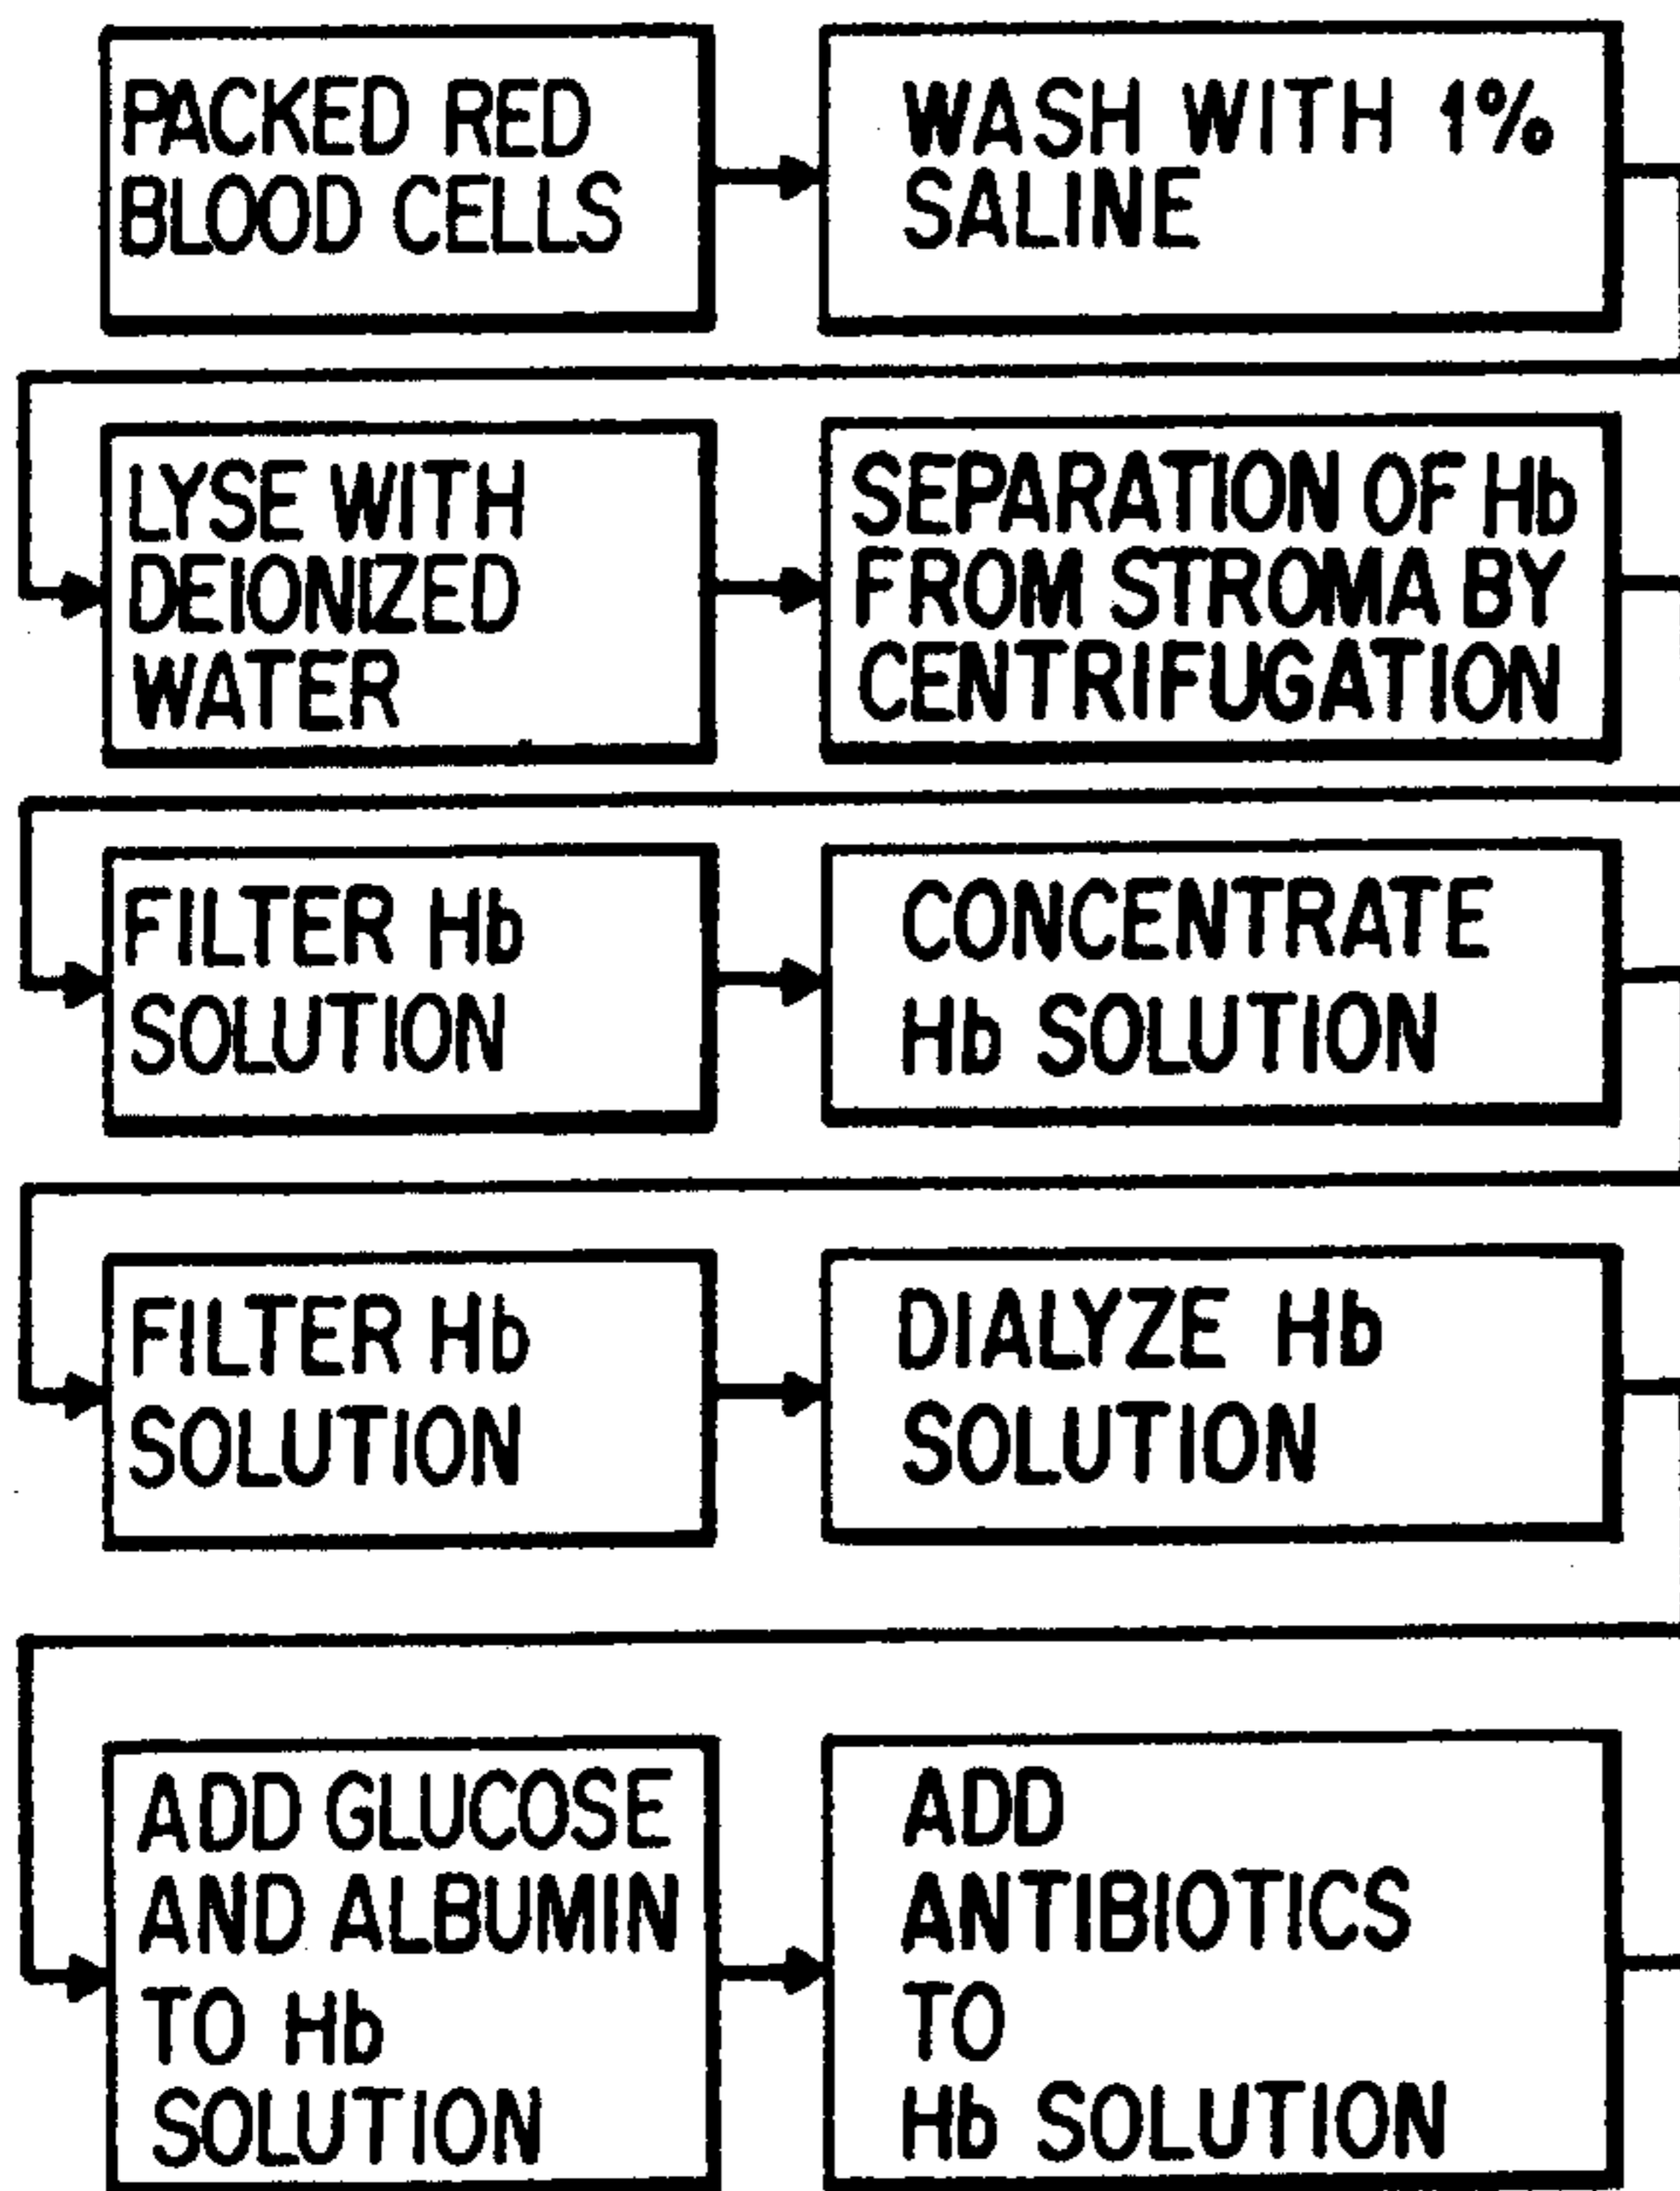 PACKED RED
BLOOD CELLS
WASH WITH 1%
SALINE
LYSE WITH
DEIONIZED
WATER
SEPARATION OF Hb
FROM STROMA BY
CENTRIFUGATION
FILTER Hb
SOLUTION
CONCENTRATE
Hb SOLUTION
FILTER Hb
SOLUTION
DIALYZE Hb
SOLUTION
ADD GLUCOSE
AND ALBUMIN
TO Hb
SOLUTION
ADD
ANTIBIOTICS
TO
Hb SOLUTION